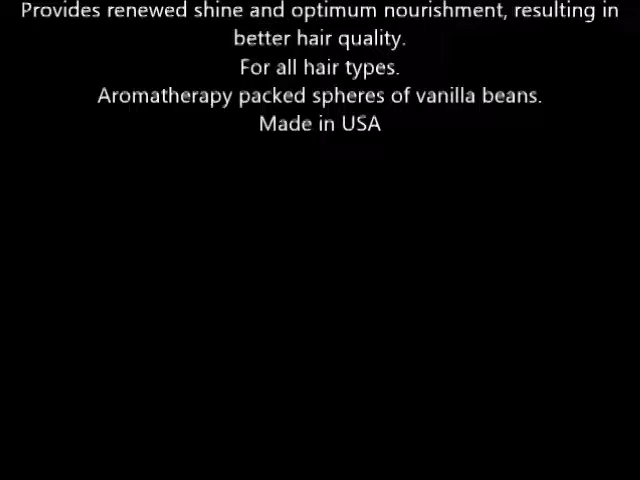 Provides renewed shine and optimum nourishment, resulting in
better hair quality.
For all hair types.
Aromatherapy packed spheres of vanilla beans.
Made in USA